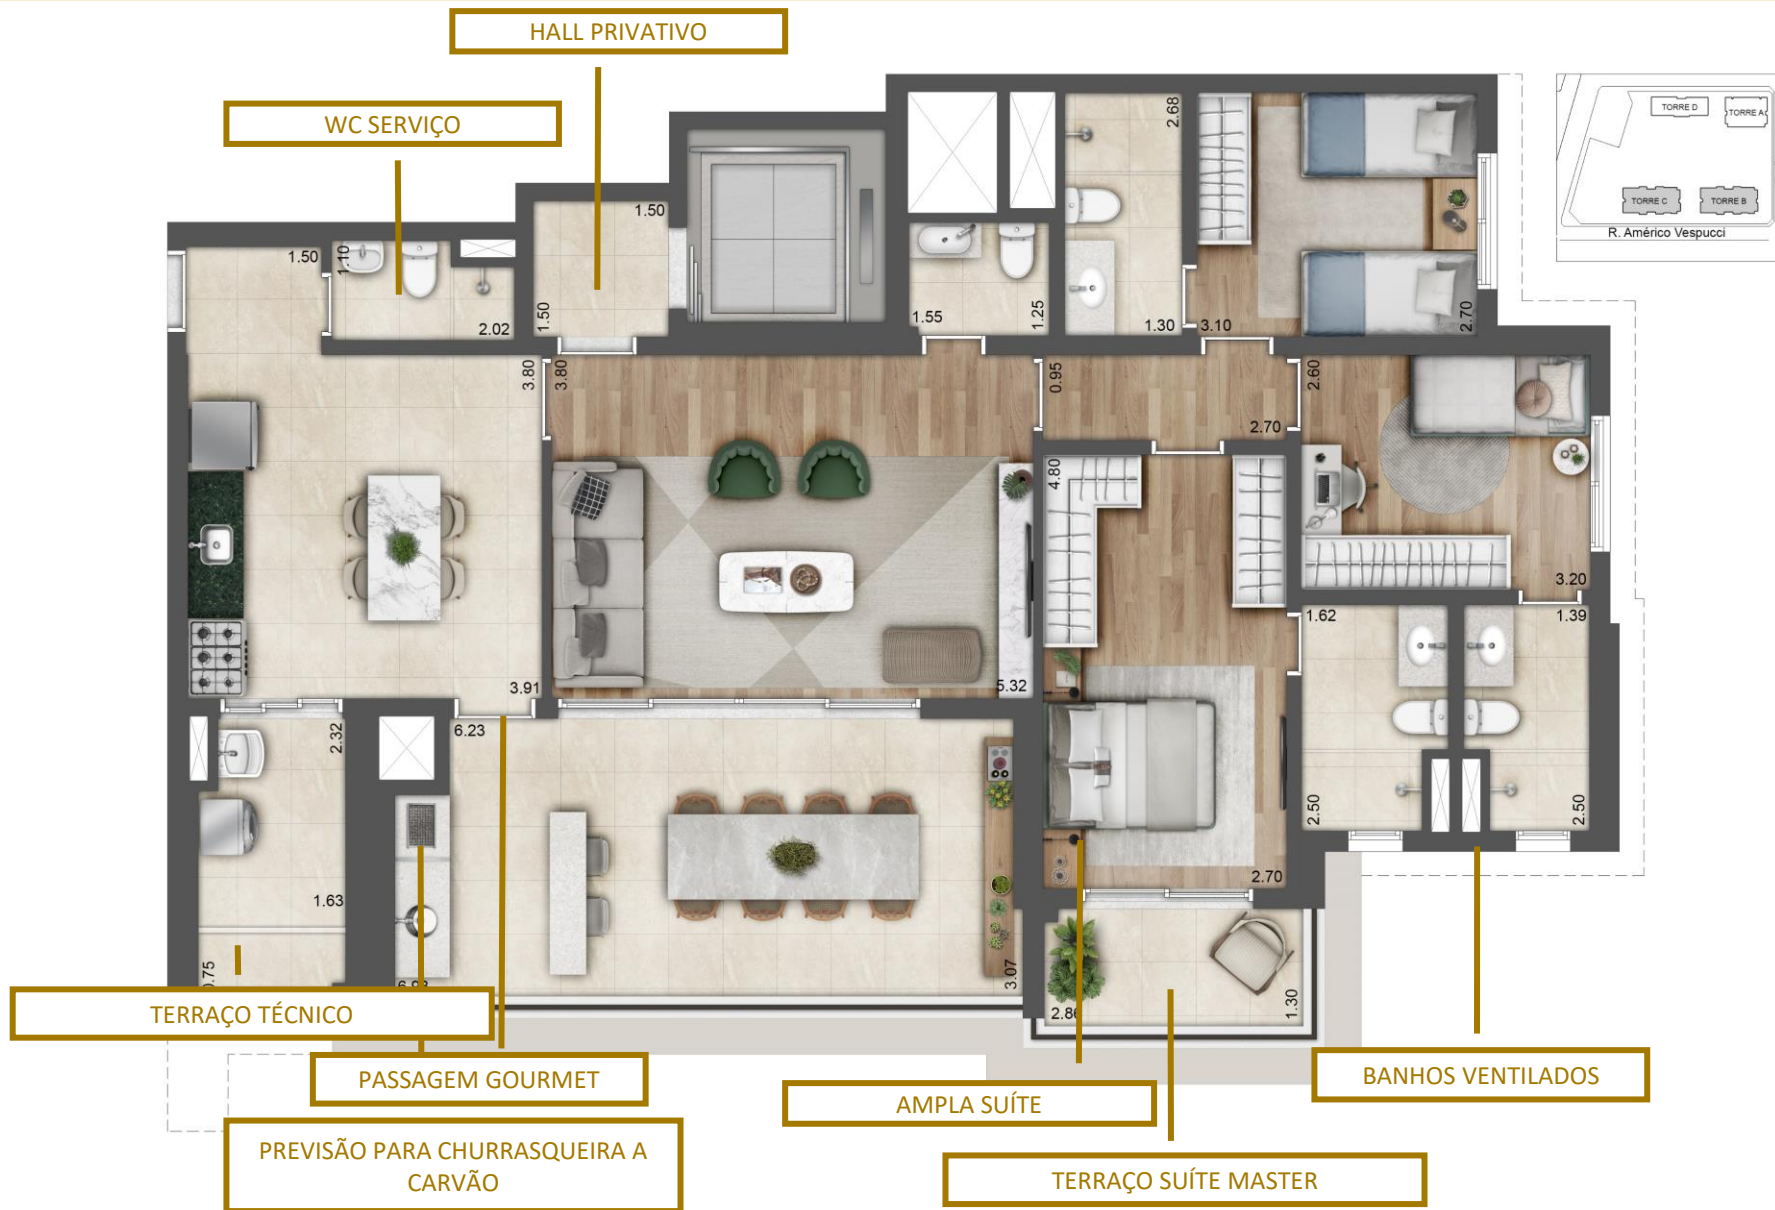 HALL PRIVATIVO
WC SERVIÇO
TORRE D
TORRE A
TORRE C
TORRE B
R. Américo Vespucci
2.68
1.50
1.50
1.10
2.02
1.50
1.55
1.25
1.30
3.10
2.70
3.80
3.80
0.95
2.70
2.60
4.80
3.20
1.62
1.39
3.91
5.32
6.23
2.32
2.50
2.50
1.63
2.70
0.75
3.07
2.86
1.30
TERRAÇO TÉCNICO
PASSAGEM GOURMET
BANHOS VENTILADOS
AMPLA SUÍTE
PREVISÃO PARA CHURRASQUEIRA A
CARVÃO
TERRAÇO SUÍTE MASTER